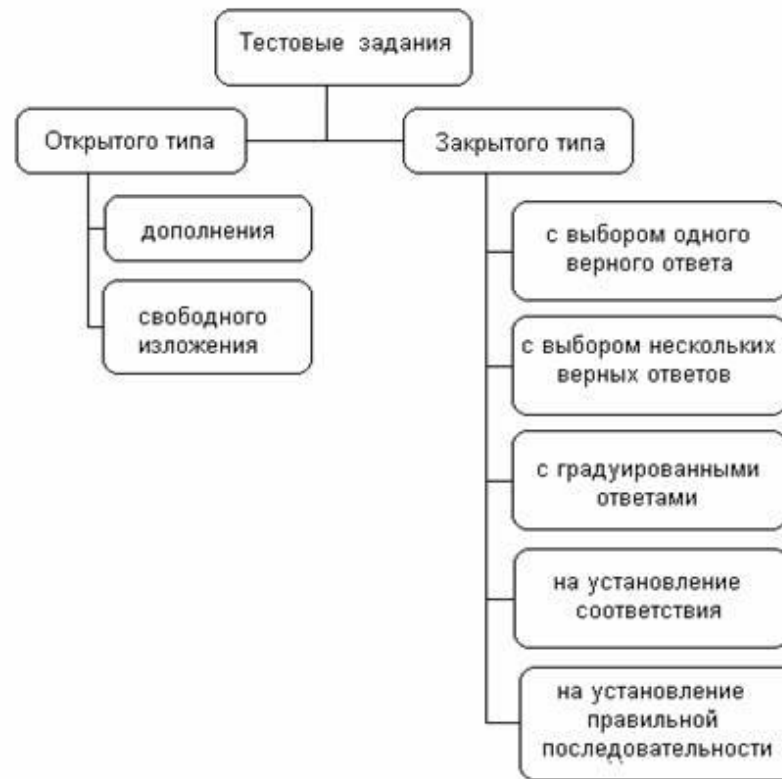 Тестовые задания
Открытого типа
дополнения
свободного
изложения
Закрытого типа
с выбором одного
верного ответа
с выбором нескольких
верных ответов
с градуированными
ответами
на установление
соответствия
на установление
правильной
последовательности